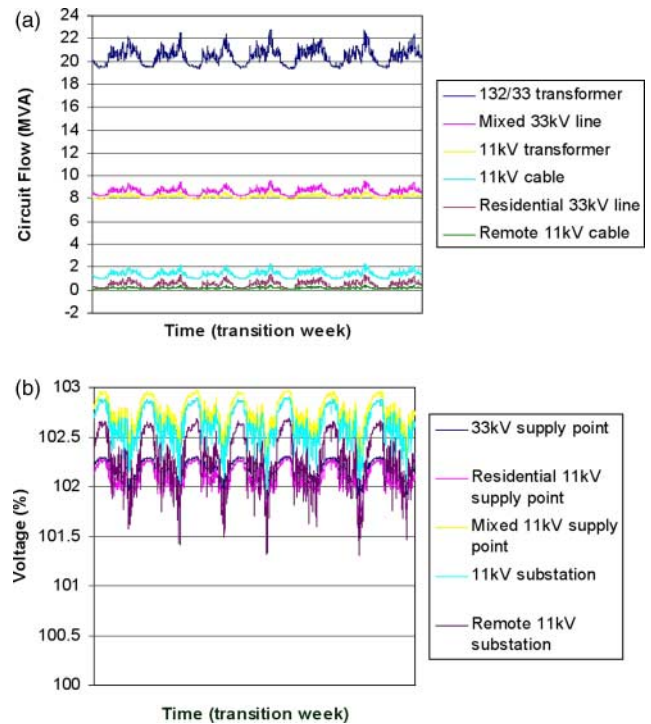 (a)
24
22
20
18
16
14
12
10
8
6
4
2
0
-2
Circuit Flow (MVA)
Time (transition week)
132/33 transformer
Mixed 33kV line
11kV transformer
11kV cable
Residential 33kV line
Remote 11kV cable
(b)
103
102.5
102
101.5
101
100.5
100
Voltage (%)
Time (transition week)
33kV supply point
Residential 11kV
supply point
Mixed 11kV supply
point
11kV substation
Remote 11kV
substation